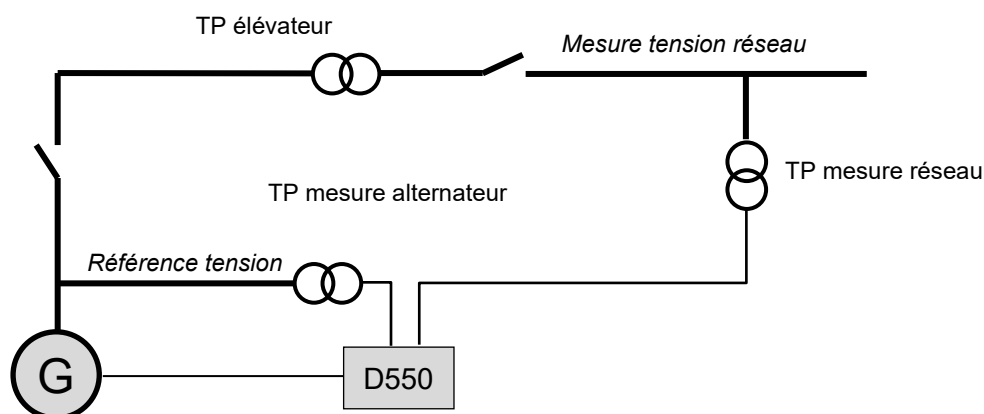 TP élévateur
Mesure tension réseau
TP mesure réseau
TP mesure alternateur
Référence tension
G
D550